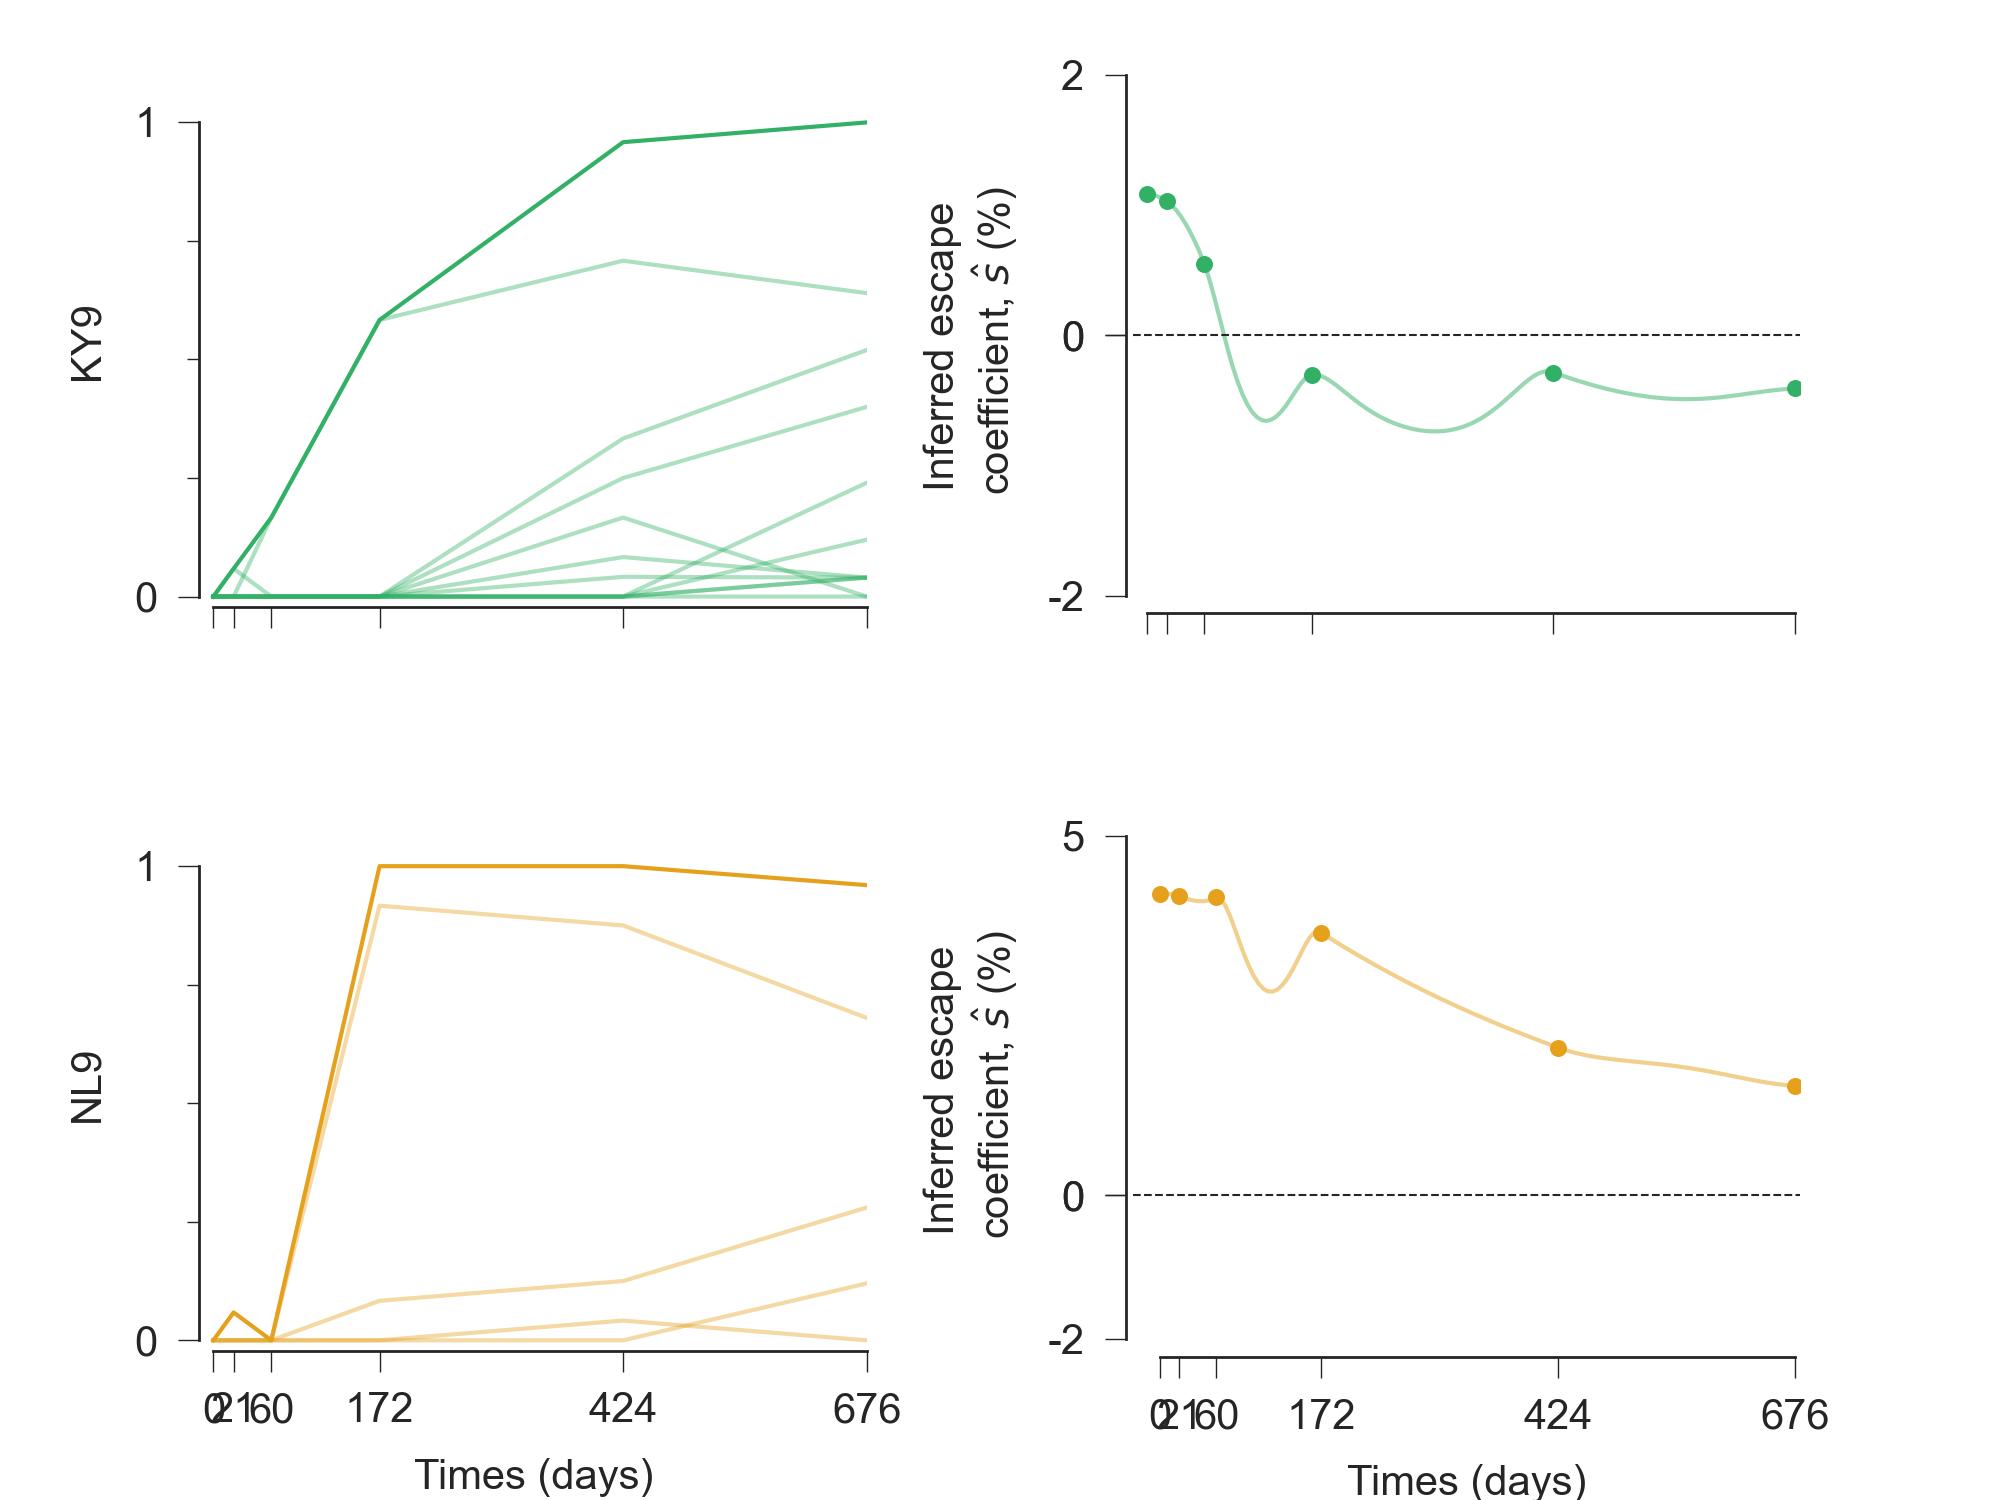 KY9
1
0
Inferred escape
coefficient, ŝ (%)
2
0
-2
NL9
1
0
0 21 60 172 424 676
Times (days)
Inferred escape
coefficient, ŝ (%)
5
0
-2
0 21 60 172 424 676
Times (days)